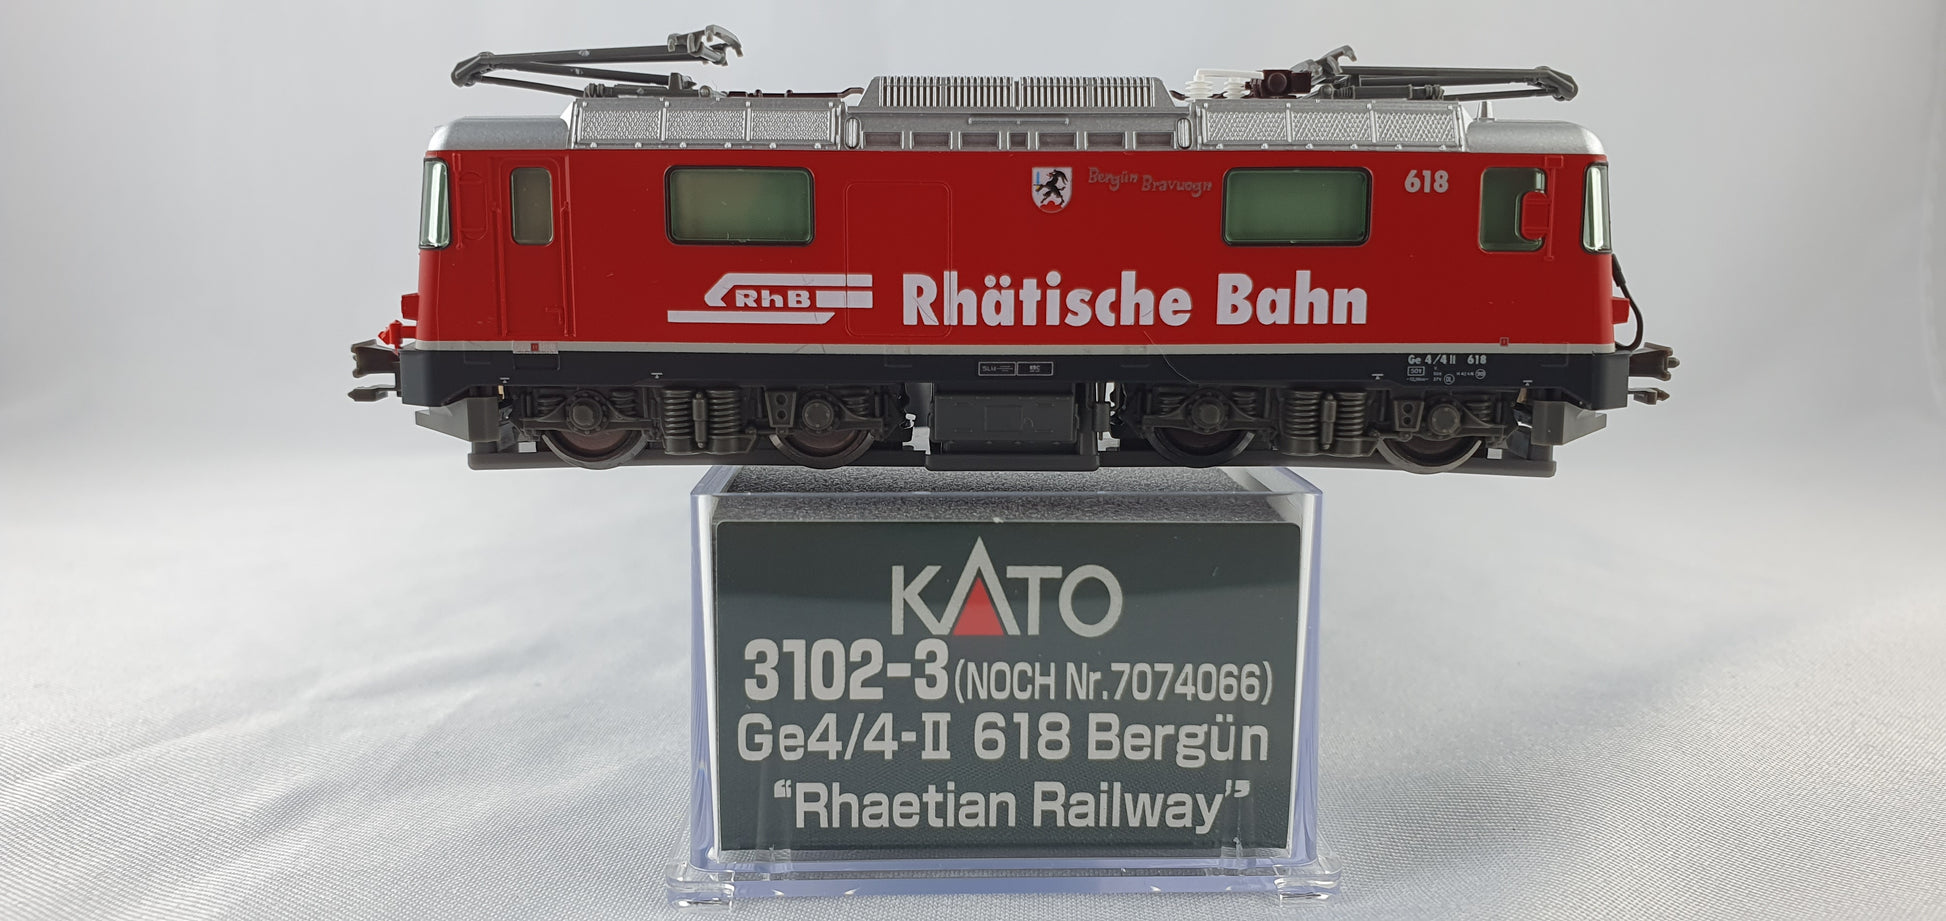 Bergün Bravuogn
618
RhB Rhätische Bahn
Ge 4/4 II 618
KATO
3102-3 (NOCH Nr.7074066)
Ge4/4-II 618 Bergün
“Rhaetian Railway”